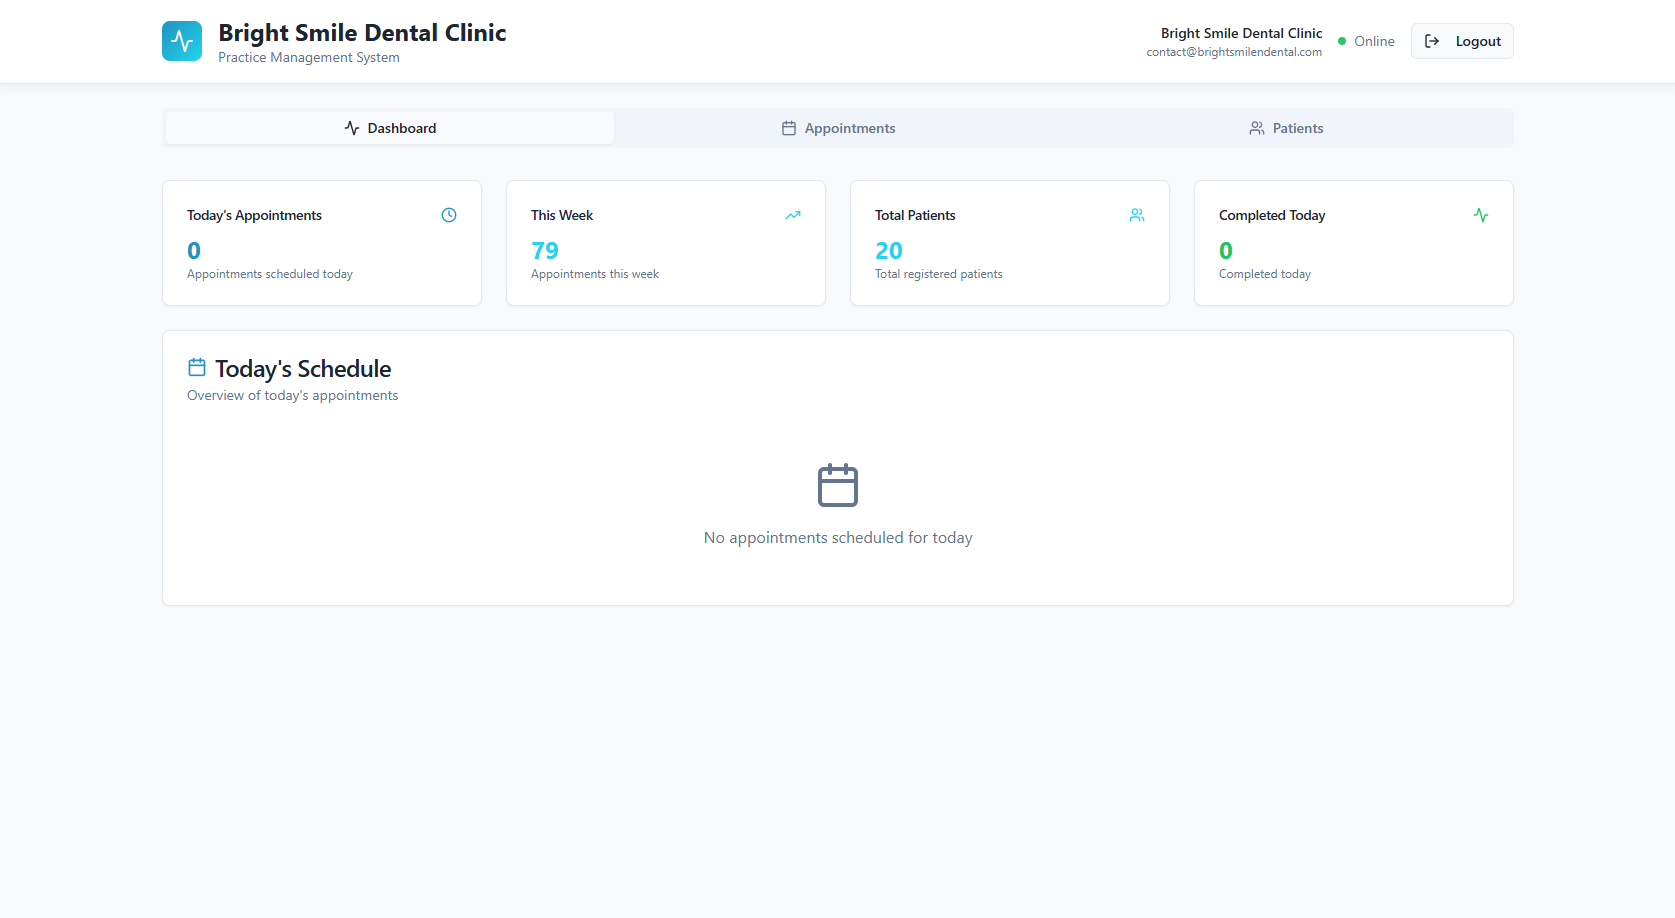 Bright Smile Dental Clinic
Practice Management System
Bright Smile Dental Clinic
contact@brightsmilendental.com
Online
Logout
Dashboard
Appointments
Patients
Today's Appointments
0
Appointments scheduled today
This Week
79
Appointments this week
Total Patients
20
Total registered patients
Completed Today
0
Completed today
Today's Schedule
Overview of today's appointments
No appointments scheduled for today